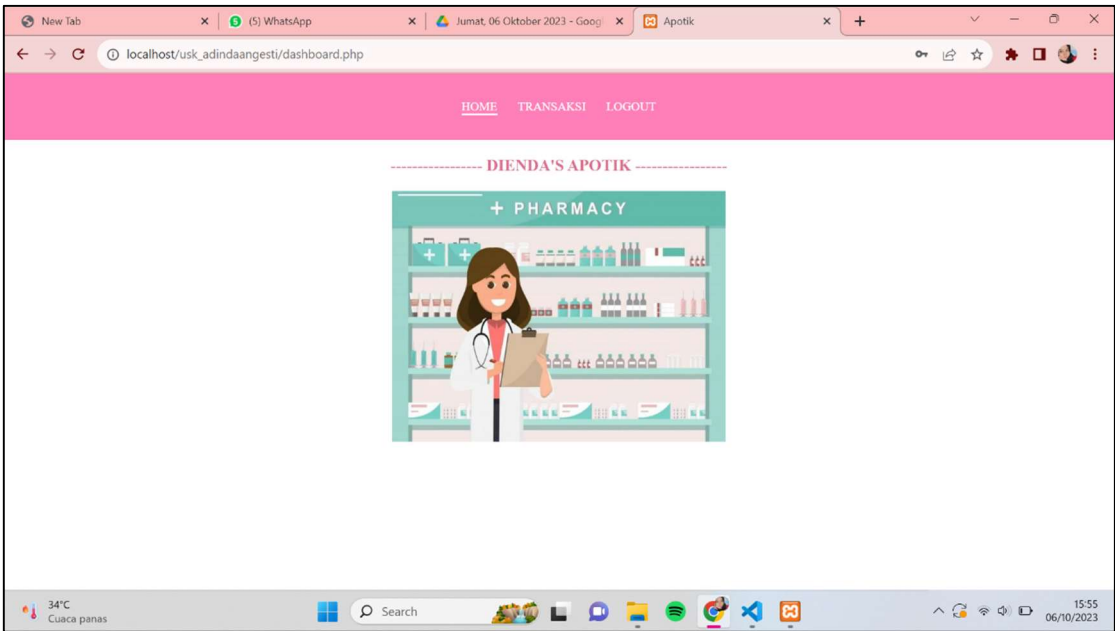 New Tab
(5) WhatsApp
Jumat, 06 Oktober 2023 - Goog
Apotik
localhost/usk_adindaangesti/dashboard.php
HOME TRANSAKSI LOGOUT
----------------- DIENDA'S APOTIK -----------------
+ PHARMACY
34°C
Cuaca panas
Search
15:55
06/10/2023